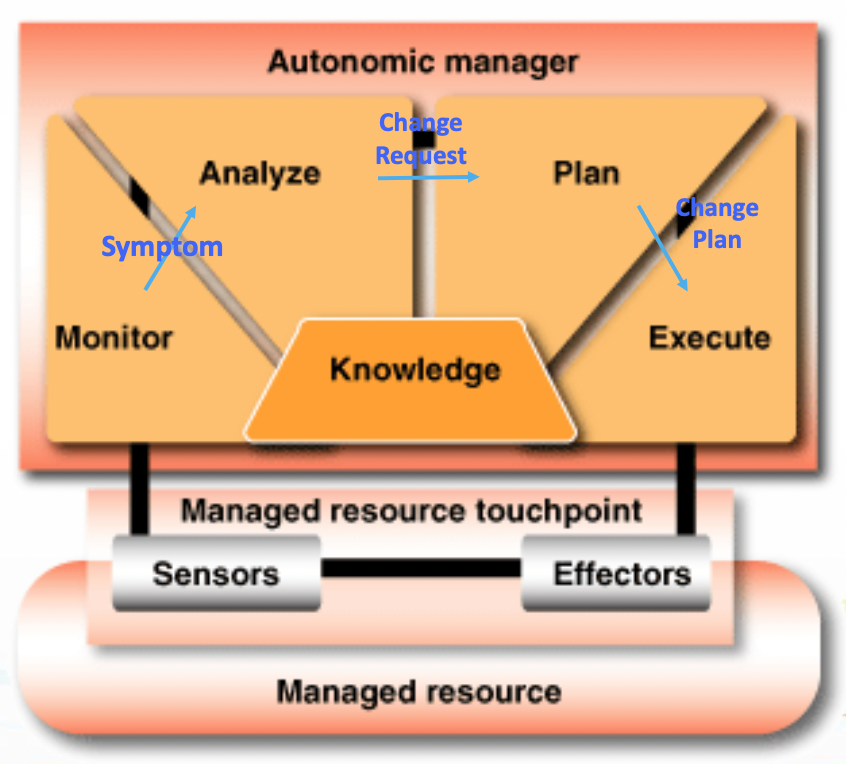 Autonomic manager
Change
Request
Analyze
Plan
Change
Plan
Symptom
Monitor
Execute
Knowledge
Managed resource touchpoint
Sensors
Effectors
Managed resource